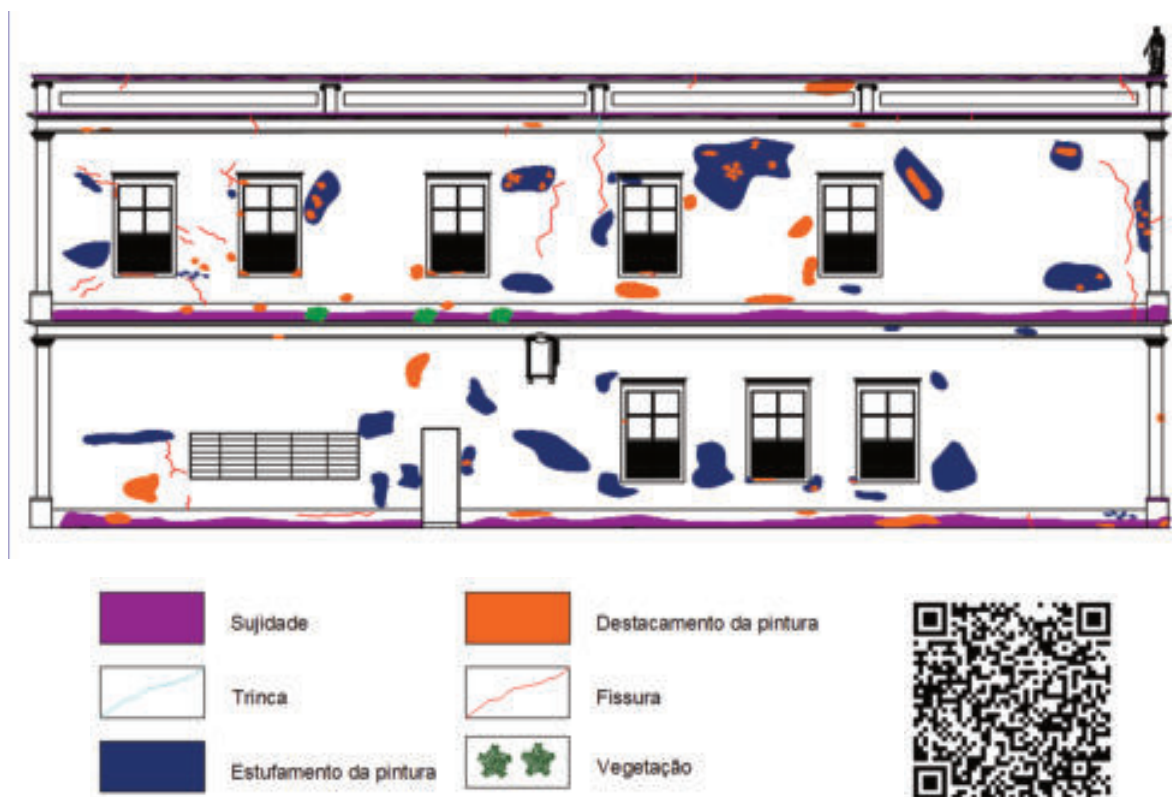 Sujidade
Destacamento da pintura
Trinca
Fissura
Estufamento da pintura
Vegetação